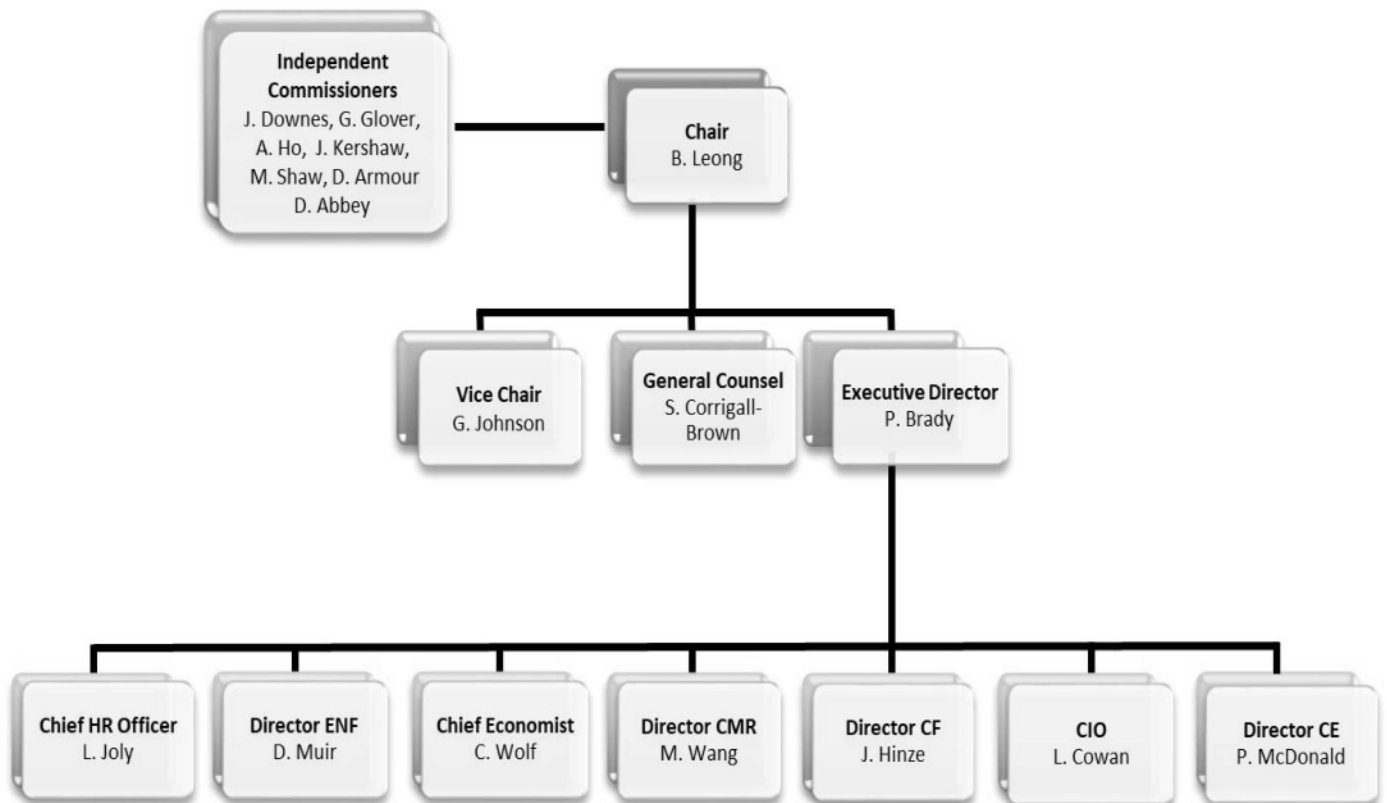 Independent
Commissioners
J. Downes, G. Glover,
A. Ho, J. Kershaw,
M. Shaw, D. Armour
D. Abbey
Chair
B. Leong
Vice Chair
G. Johnson
General Counsel
S. Corrigall-
Brown
Executive Director
P. Brady
Chief HR Officer
L. Joly
Director ENF
D. Muir
Chief Economist
C. Wolf
Director CMR
M. Wang
Director CF
J. Hinze
CIO
L. Cowan
Director CE
P. McDonald